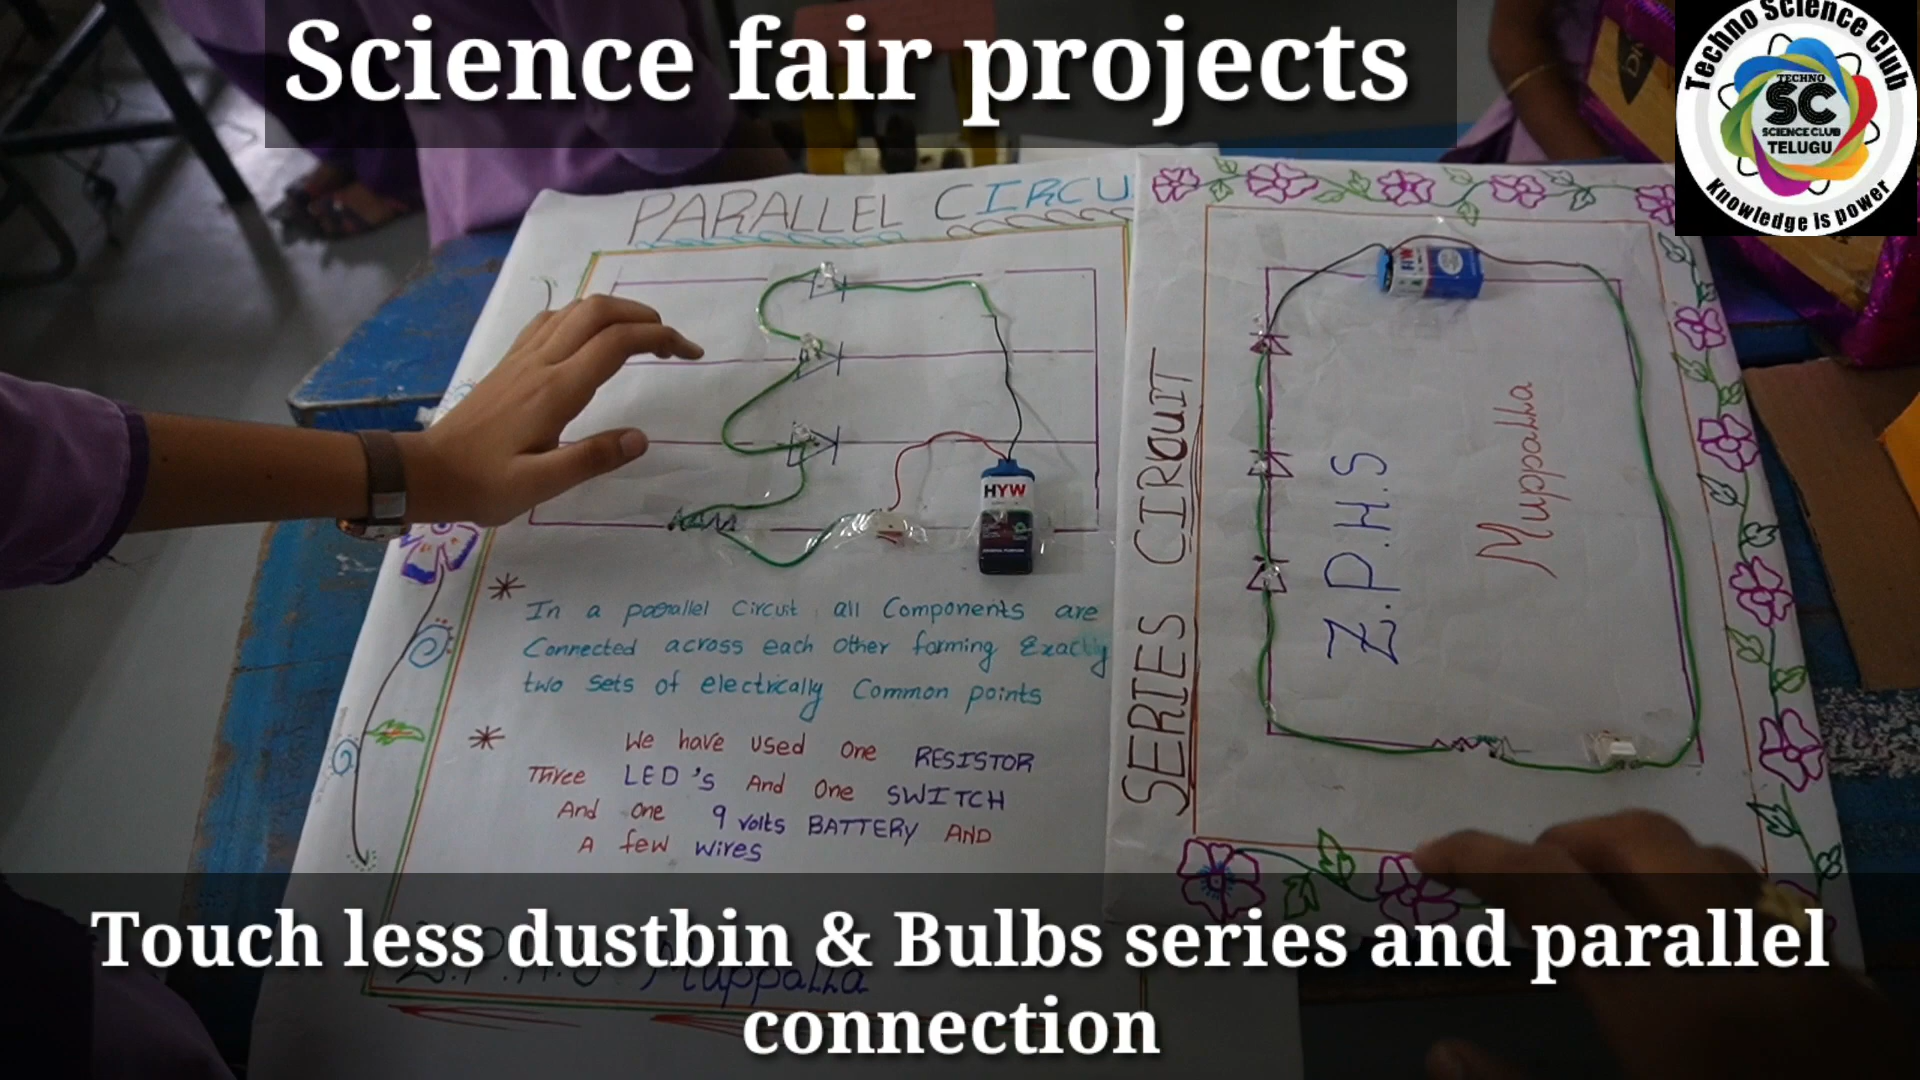 Science fair projects
Techno Science Club
TECHNO
SC
SCIENCE CLUB
TELUGU
Knowledge is power
PARALLEL CIRCU
HYW
In a parallel Circuit all Components are
Connected across each other forming Exactly
two sets of electrically Common points
We have used one RESISTOR
Three LED'S And One SWITCH
And one 9 volts BATTERY AND
A few wires
Z.P.H.S Muppalla
SERIES CIRCUIT
HW
Z.P.H.S
Muppalla
Touch less dustbin & Bulbs series and parallel
connection